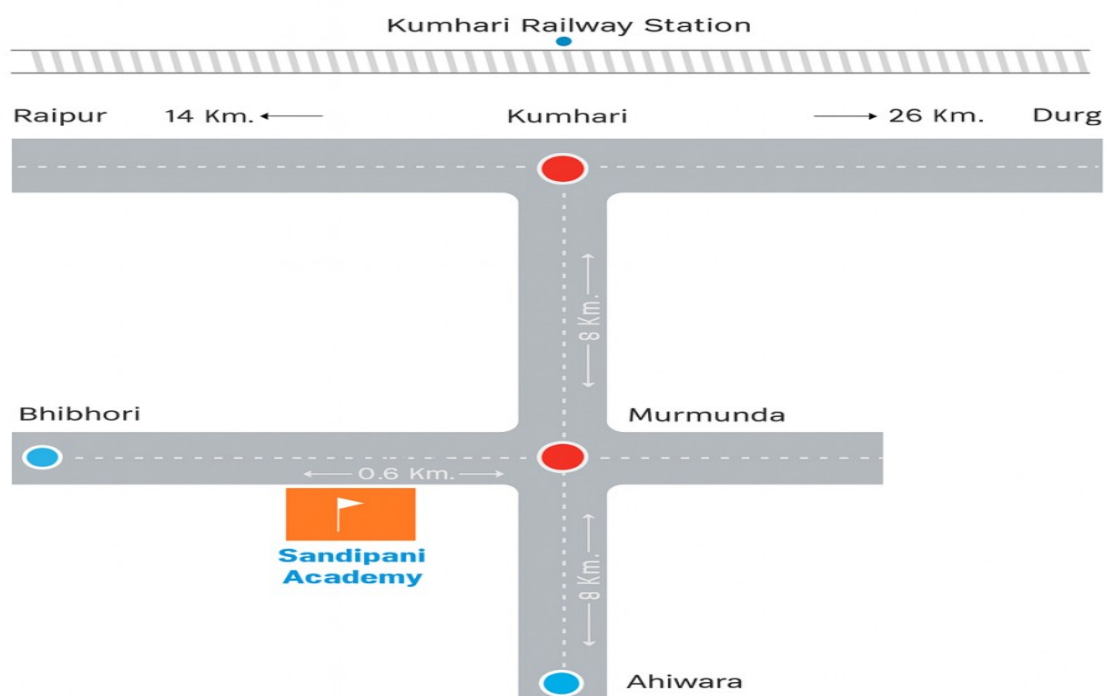 Kumhari Railway Station
Raipur 14 Km. Kumhari 26 Km. Durg
8 Km.
Bhibhori Murmunda
0.6 Km.
Sandipani
Academy
8 Km.
Ahiwara